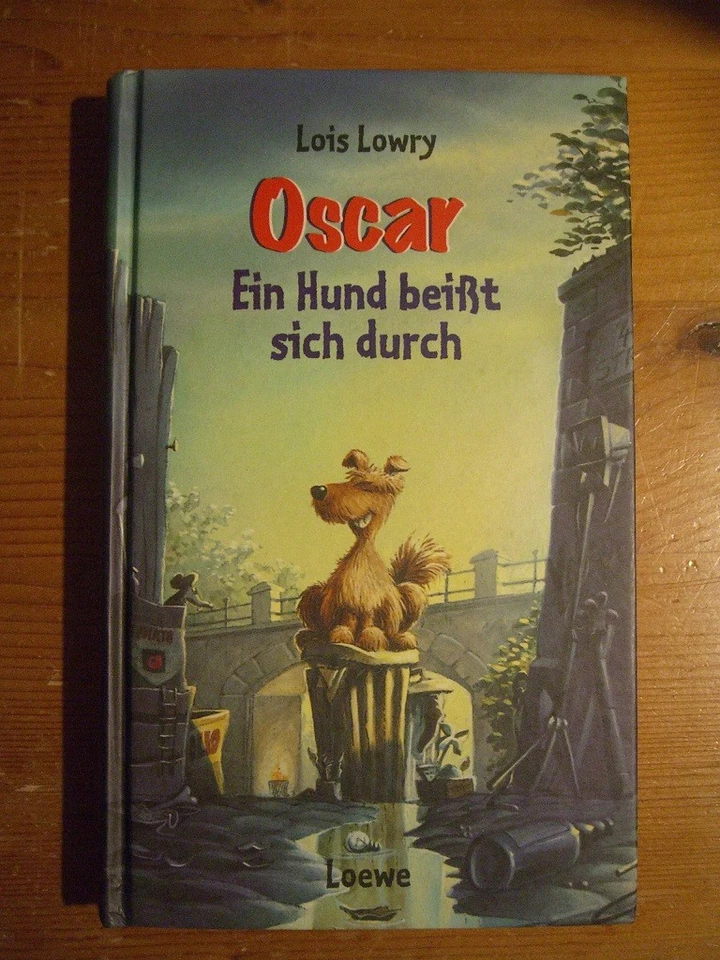 Lois Lowry
Oscar
Ein Hund beißt
sich durch
Loewe